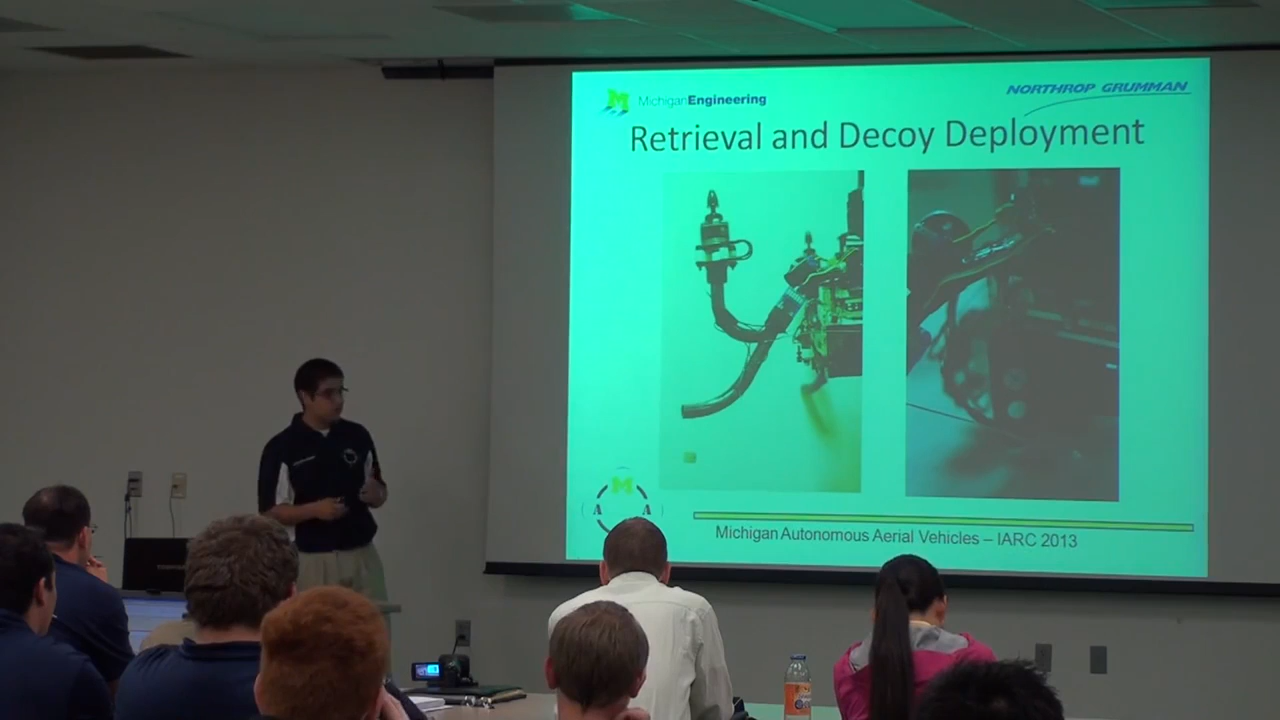 M MichiganEngineering
NORTHROP GRUMMAN
Retrieval and Decoy Deployment
M
A A
Michigan Autonomous Aerial Vehicles – IARC 2013